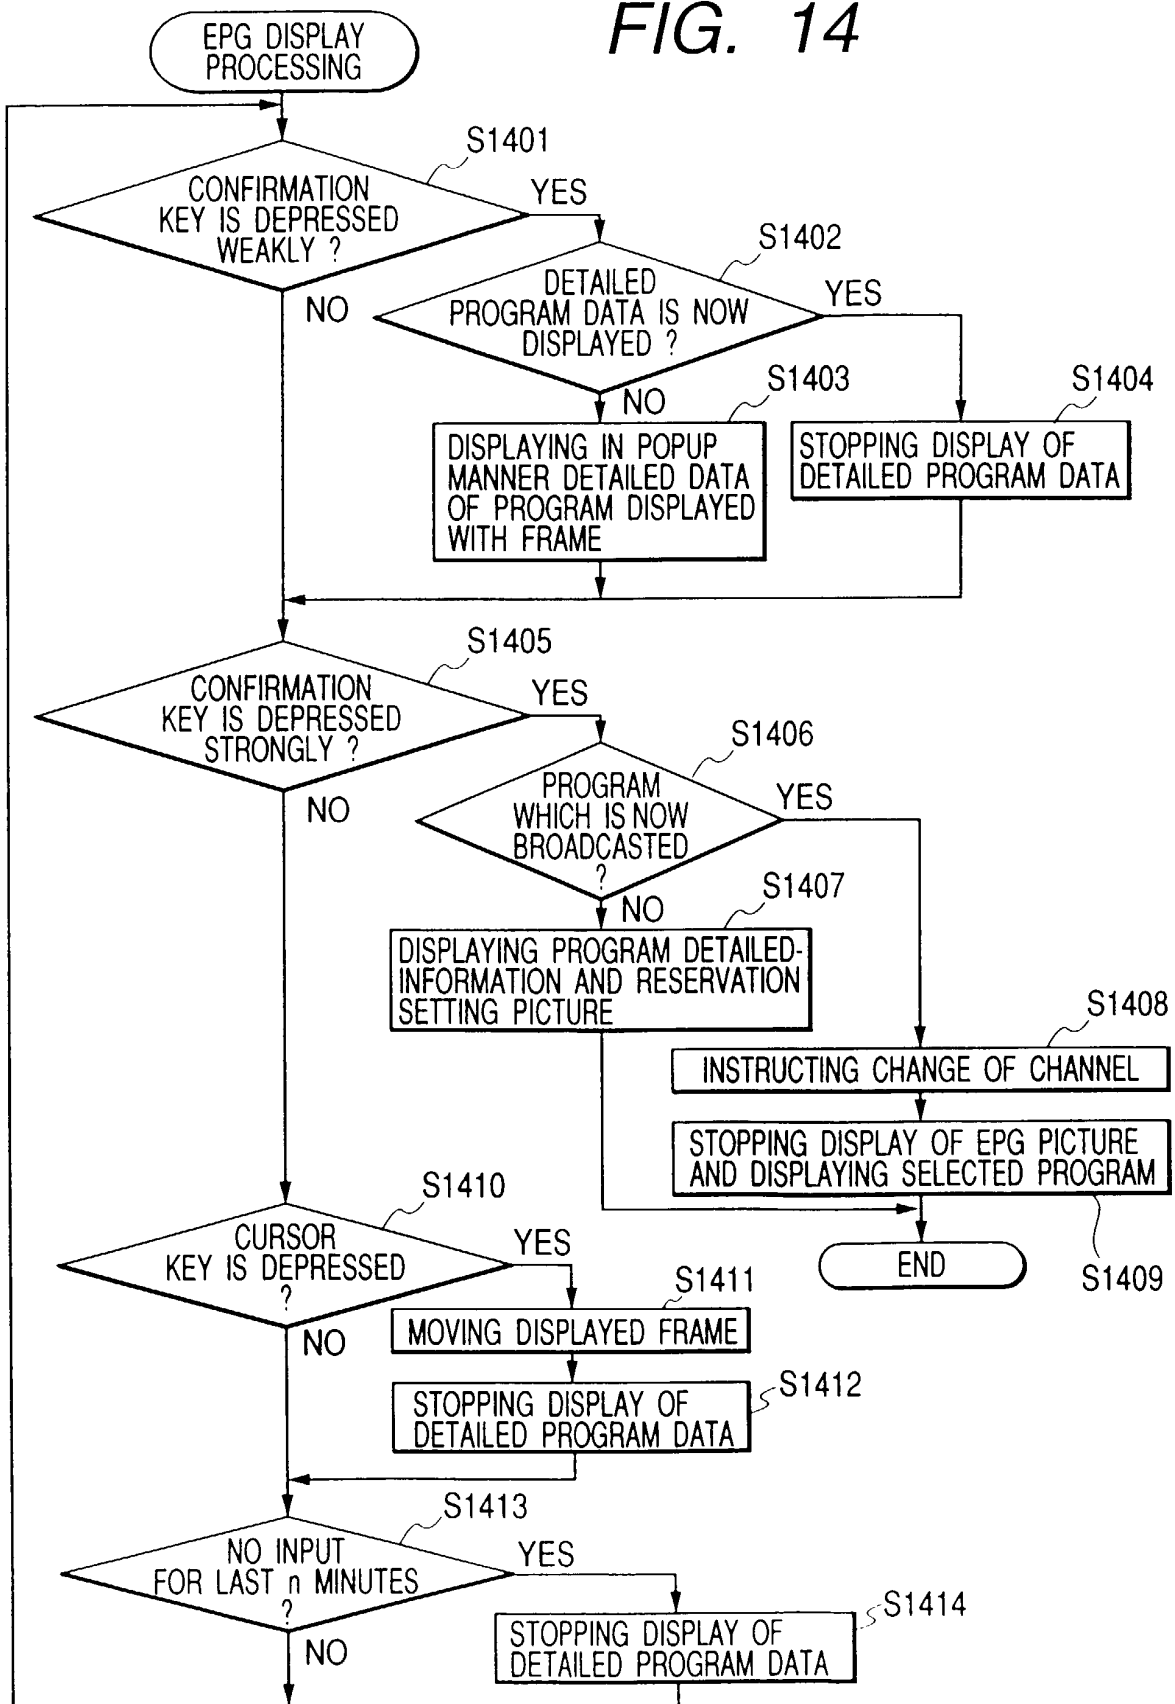 FIG. 14
EPG DISPLAY
PROCESSING
S1401
CONFIRMATION
KEY IS DEPRESSED
WEAKLY ?
YES
NO
S1402
DETAILED
PROGRAM DATA IS NOW
DISPLAYED ?
YES
NO
S1403
DISPLAYING IN POPUP
MANNER DETAILED DATA
OF PROGRAM DISPLAYED
WITH FRAME
S1404
STOPPING DISPLAY OF
DETAILED PROGRAM DATA
S1405
CONFIRMATION
KEY IS DEPRESSED
STRONGLY ?
YES
NO
S1406
PROGRAM
WHICH IS NOW
BROADCASTED
?
YES
NO
S1407
DISPLAYING PROGRAM DETAILED-
INFORMATION AND RESERVATION
SETTING PICTURE
S1408
INSTRUCTING CHANGE OF CHANNEL
STOPPING DISPLAY OF EPG PICTURE
AND DISPLAYING SELECTED PROGRAM
S1409
END
S1410
CURSOR
KEY IS DEPRESSED
?
YES
NO
S1411
MOVING DISPLAYED FRAME
S1412
STOPPING DISPLAY OF
DETAILED PROGRAM DATA
S1413
NO INPUT
FOR LAST n MINUTES
?
YES
NO
S1414
STOPPING DISPLAY OF
DETAILED PROGRAM DATA